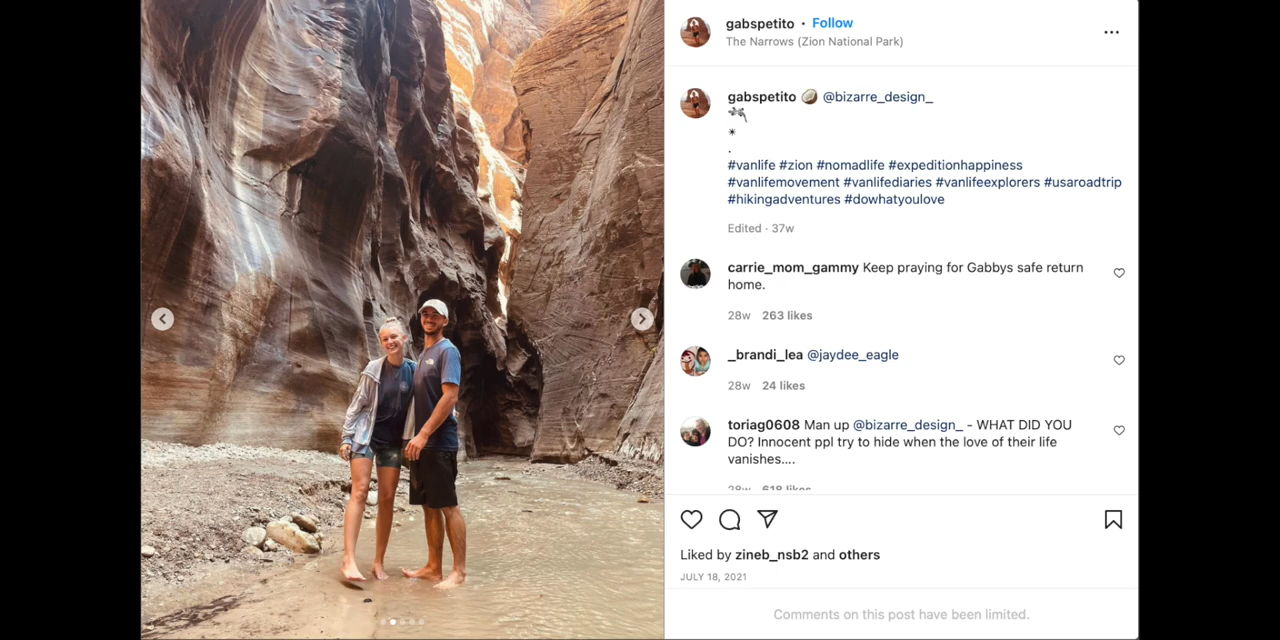 gabspetito • Follow
The Narrows (Zion National Park)
gabspetito 🥥 @bizarre_design_
.
#vanlife #zion #nomadlife #expeditionhappiness
#vanlifemovement #vanlifediaries #vanlifeexplorers #usaroadtrip
#hikingadventures #dowhatyoulove
Edited · 37w
carrie_mom_gammy Keep praying for Gabbys safe return
home.
28w 263 likes
_brandi_lea @jaydee_eagle
28w 24 likes
toriag0608 Man up @bizarre_design_ - WHAT DID YOU
DO? Innocent ppl try to hide when the love of their life
vanishes....
28w 618 likes
Liked by zineb_nsb2 and others
JULY 18, 2021
Comments on this post have been limited.